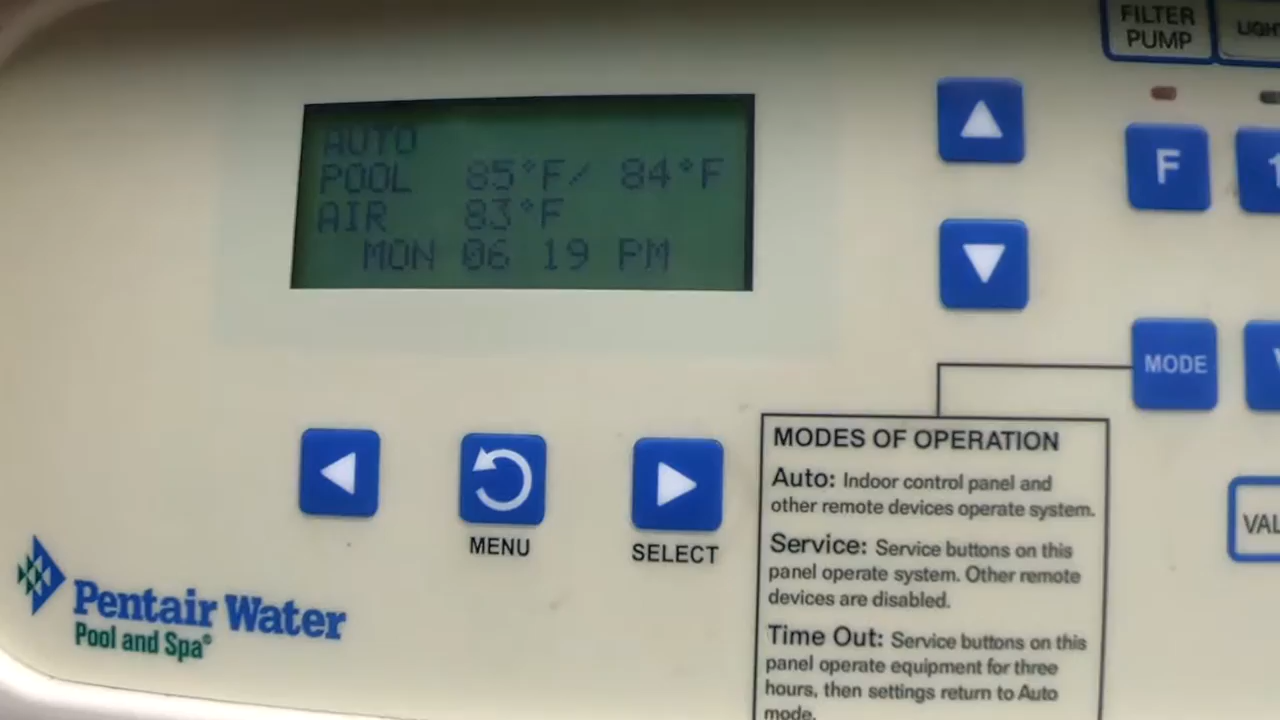 FILTER
PUMP
AUTO
POOL 85°F/ 84°F
AIR 83°F
MON 06 19 PM
F
MODE
MENU
SELECT
MODES OF OPERATION
Auto: Indoor control panel and
other remote devices operate system.
Service: Service buttons on this
panel operate system. Other remote
devices are disabled.
Time Out: Service buttons on this
panel operate equipment for three
hours, then settings return to Auto
mode.
Pentair Water
Pool and Spa®